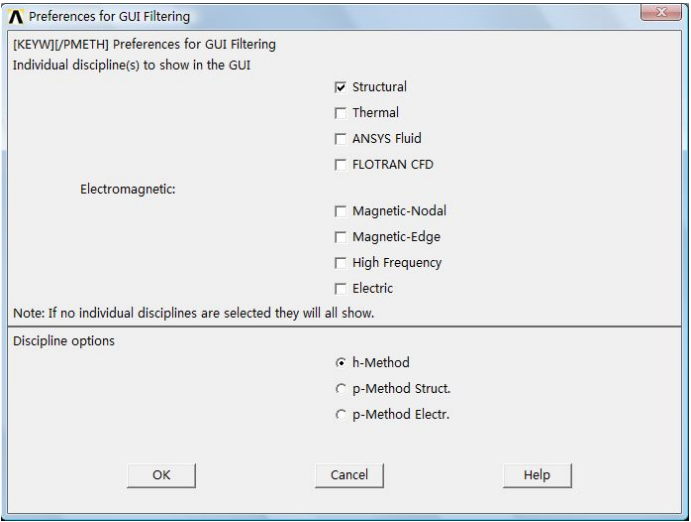 Preferences for GUI Filtering
[KEYW][/PMETH] Preferences for GUI Filtering
Individual discipline(s) to show in the GUI
Structural
Thermal
ANSYS Fluid
FLOTRAN CFD
Electromagnetic:
Magnetic-Nodal
Magnetic-Edge
High Frequency
Electric
Note: If no individual disciplines are selected they will all show.
Discipline options
h-Method
p-Method Struct.
p-Method Electr.
OK Cancel Help